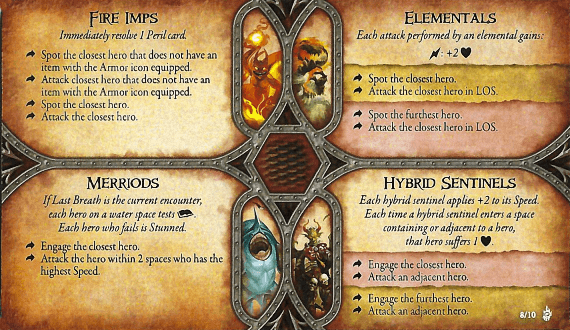 FIRE IMPS
Immediately resolve 1 Peril card.
Spot the closest hero that does not have an
item with the Armor icon equipped.
Attack closest hero that does not have an
item with the Armor icon equipped.
Spot the closest hero.
Attack the closest hero.
ELEMENTALS
Each attack performed by an elemental gains:
: +2
Spot the closest hero.
Attack the closest hero in LOS.
Spot the furthest hero.
Attack the closest hero in LOS.
MERRIODS
If Last Breath is the current encounter,
each hero on a water space tests .
Each hero who fails is Stunned.
Engage the closest hero.
Attack the hero within 2 spaces who has the
highest Speed.
HYBRID SENTINELS
Each hybrid sentinel applies +2 to its Speed.
Each time a hybrid sentinel enters a space
containing or adjacent to a hero,
that hero suffers 1 .
Engage the closest hero.
Attack an adjacent hero.
Engage the furthest hero.
Attack an adjacent hero.
8/10